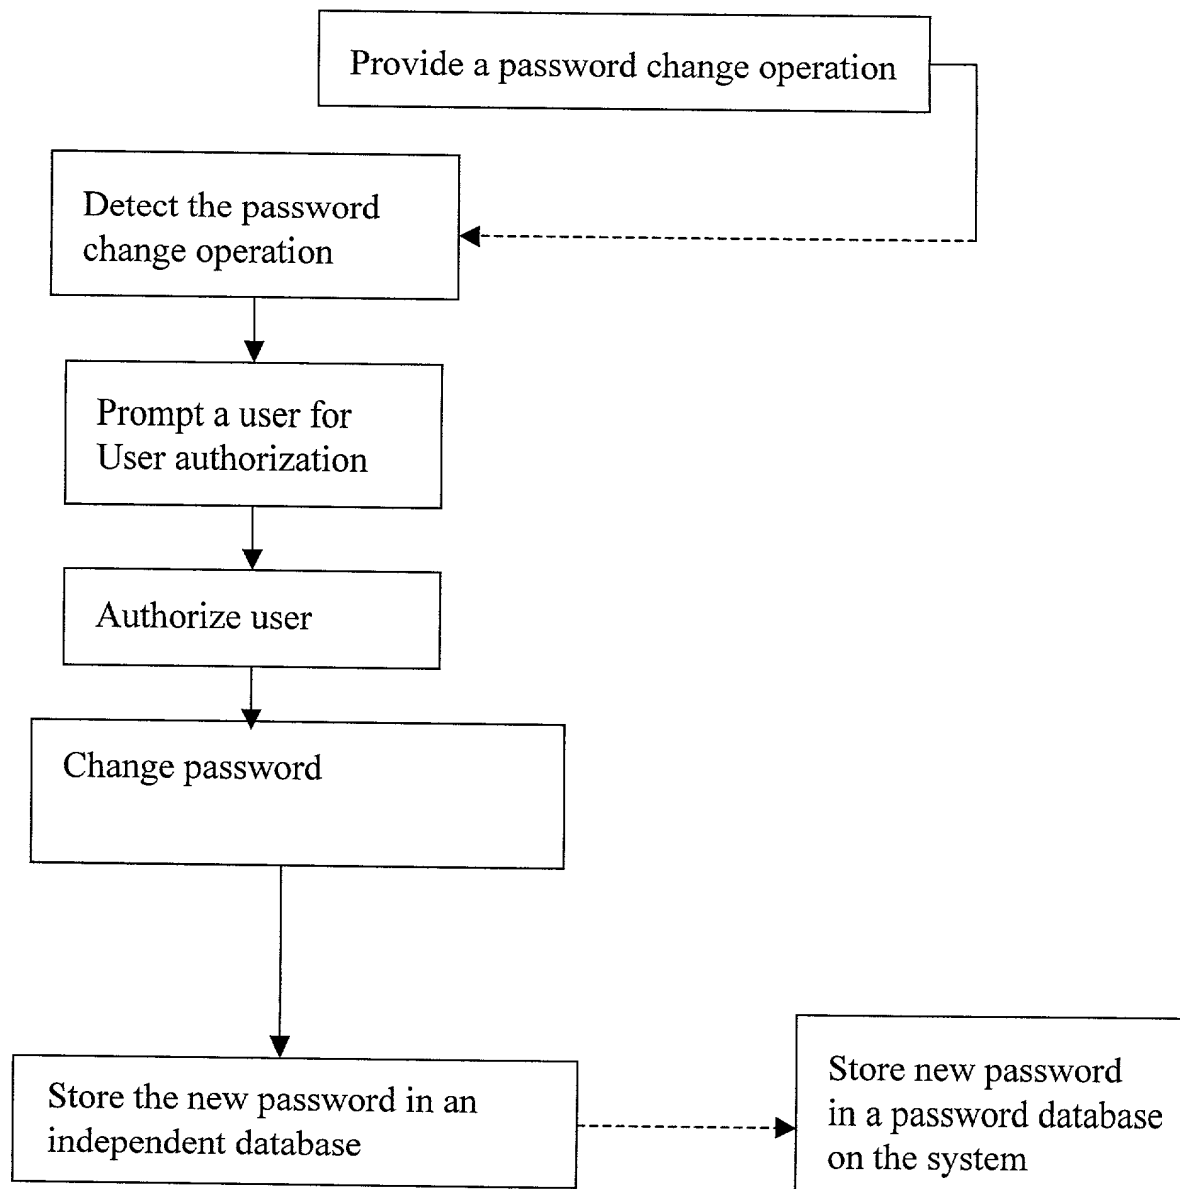 Provide a password change operation
Detect the password
change operation
Prompt a user for
User authorization
Authorize user
Change password
Store the new password in an
independent database
Store new password
in a password database
on the system